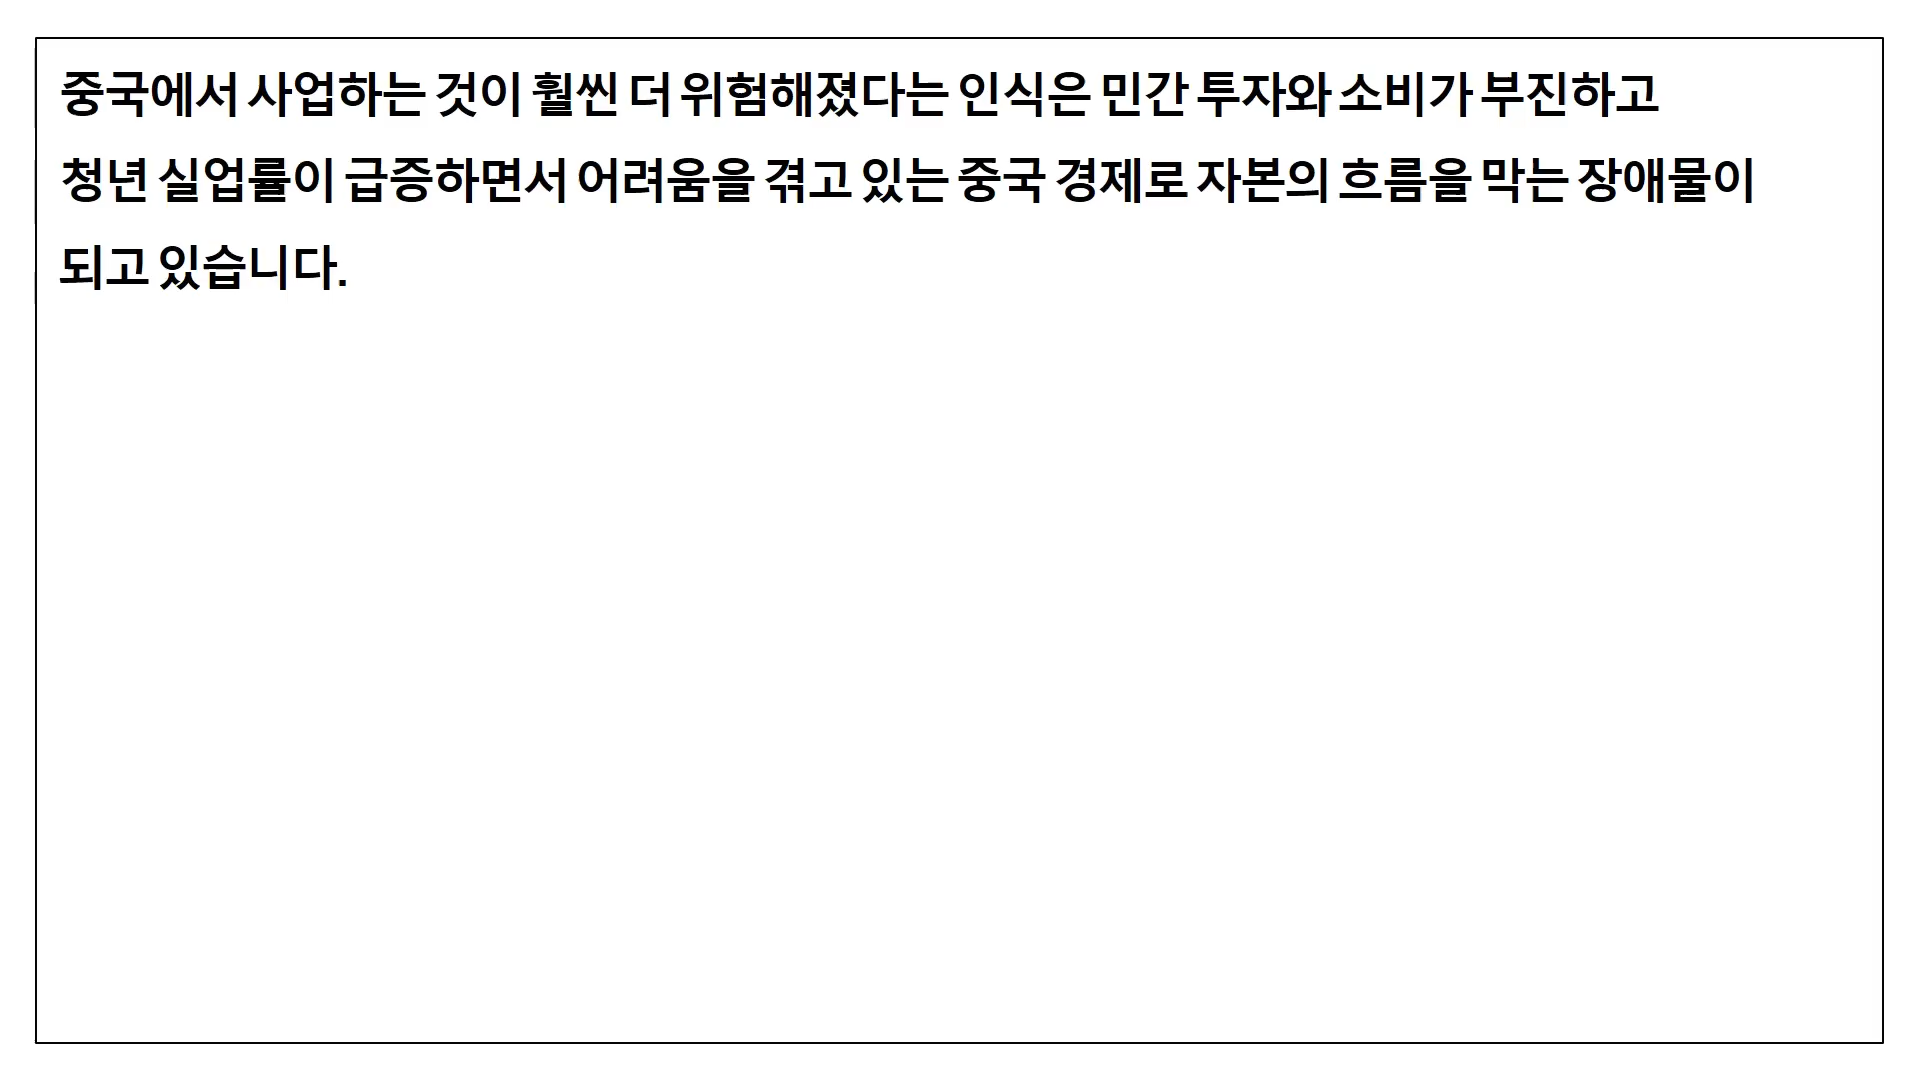 중국에서 사업하는 것이 훨씬 더 위험해졌다는 인식은 민간 투자와 소비가 부진하고
청년 실업률이 급증하면서 어려움을 겪고 있는 중국 경제로 자본의 흐름을 막는 장애물이
되고 있습니다.